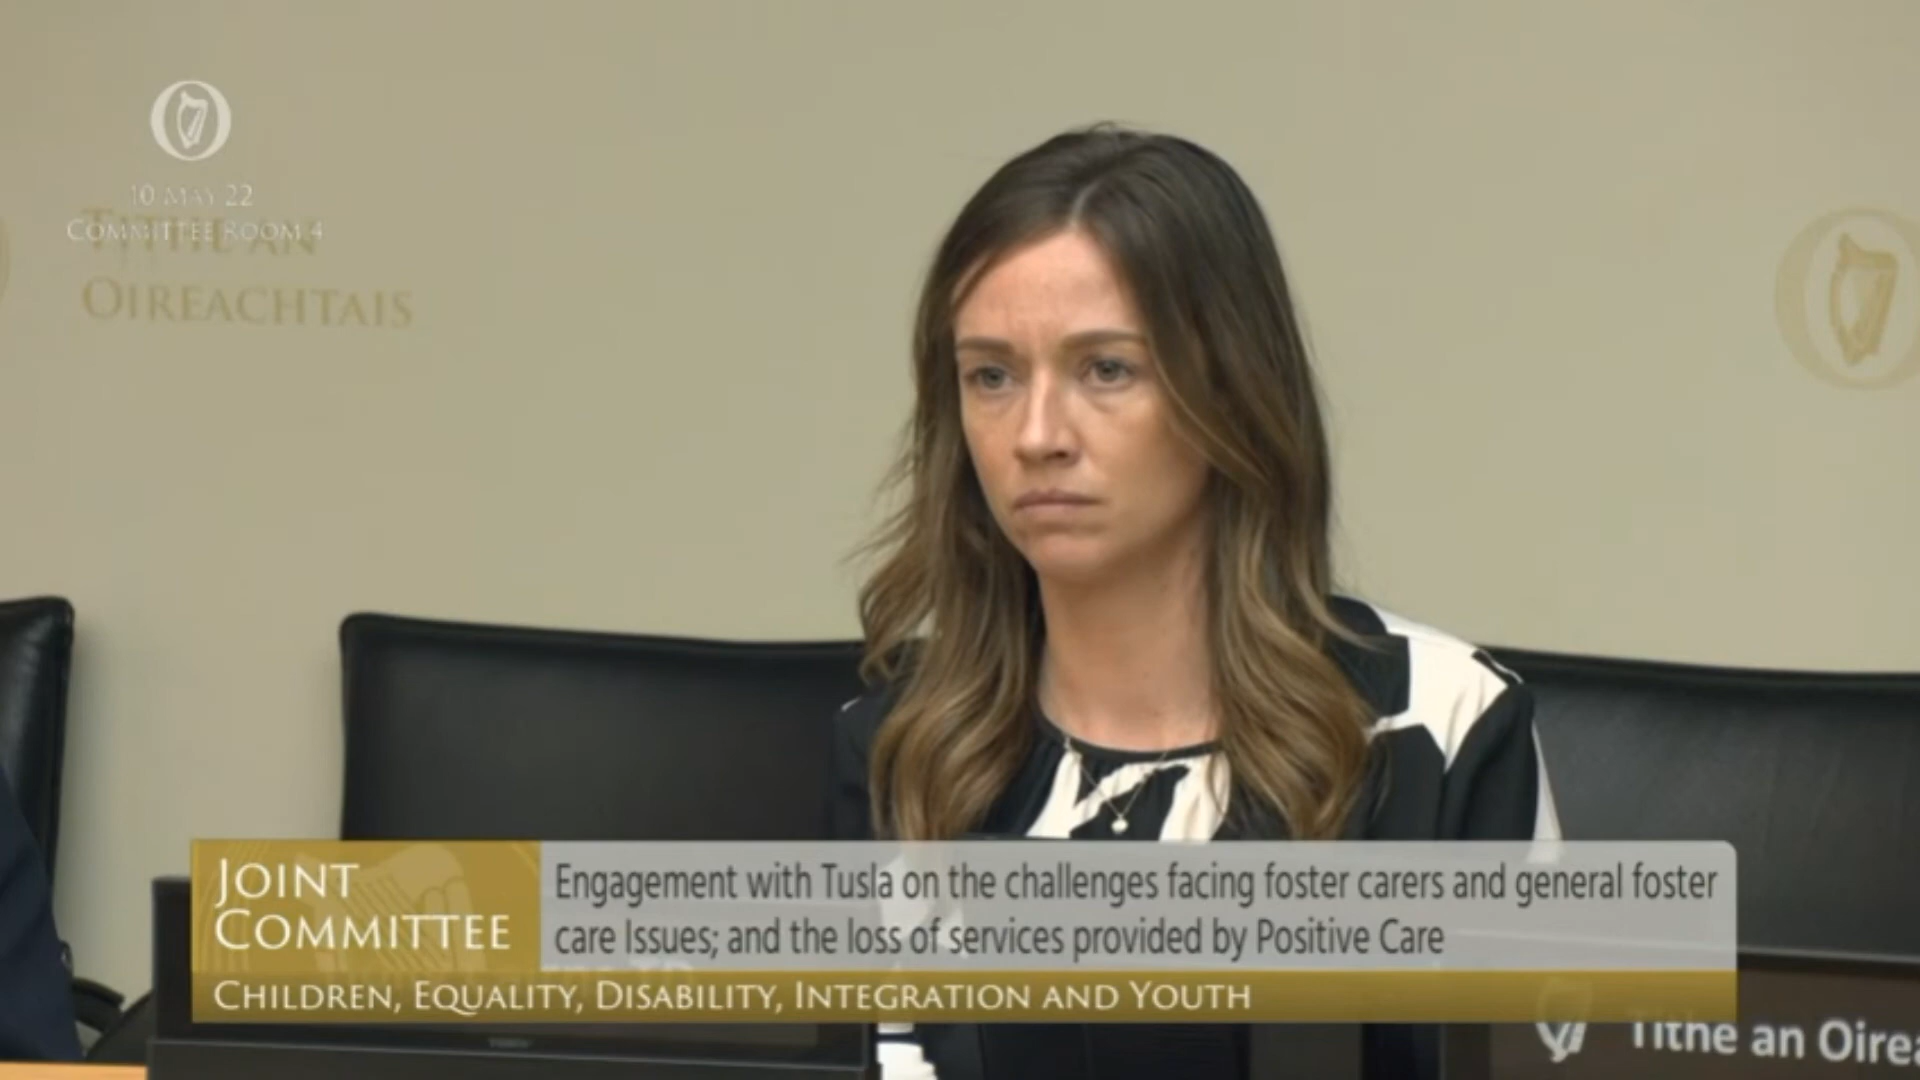 10 May 22
Committee Room 4
Tithe an
Oireachtais
Joint
Committee
Engagement with Tusla on the challenges facing foster carers and general foster
care Issues; and the loss of services provided by Positive Care
Children, Equality, Disability, Integration and Youth
Tithe an Oirea